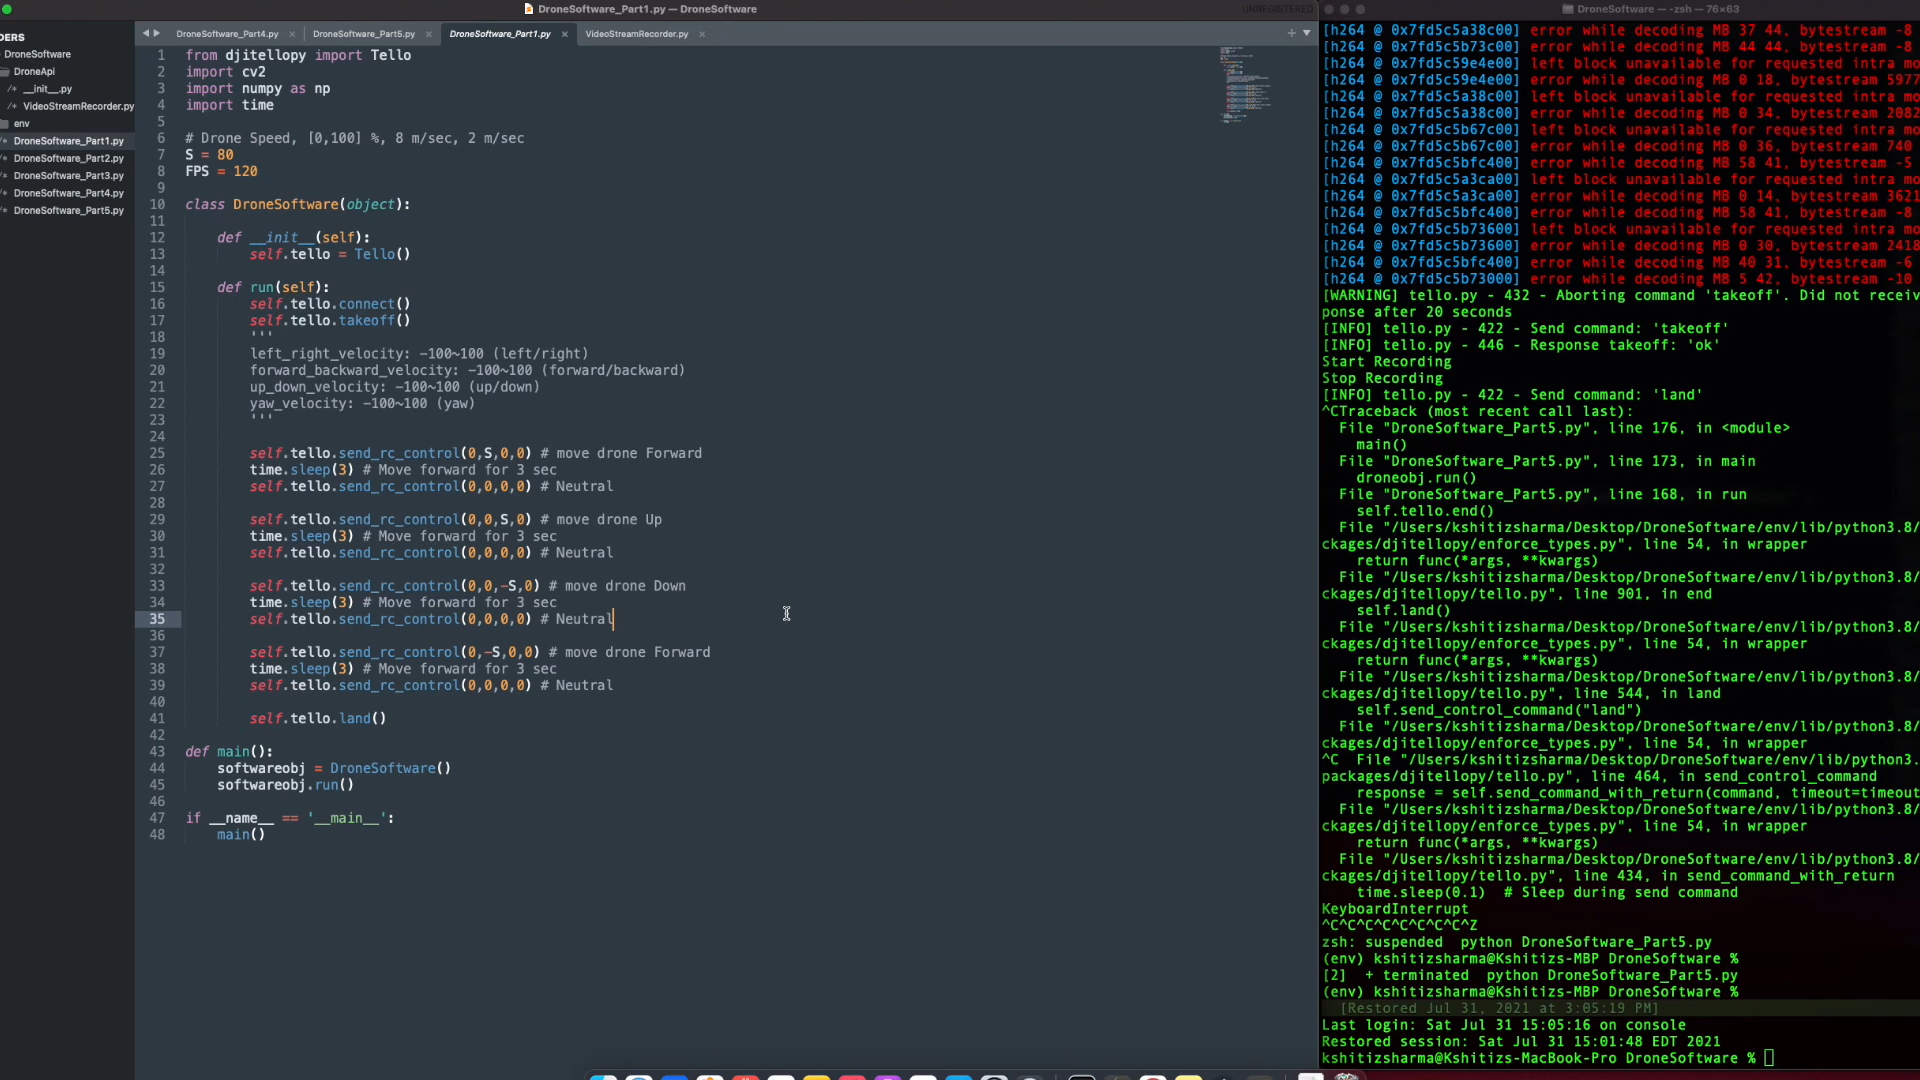 DroneSoftware_Part1.py — DroneSoftware
UNREGISTERED
DERS
DroneSoftware
DroneApi
/* __init__.py
/* VideoStreamRecorder.py
env
DroneSoftware_Part1.py
DroneSoftware_Part2.py
DroneSoftware_Part3.py
DroneSoftware_Part4.py
DroneSoftware_Part5.py
DroneSoftware_Part4.py
DroneSoftware_Part5.py
DroneSoftware_Part1.py
VideoStreamRecorder.py
1 from djitellopy import Tello
2 import cv2
3 import numpy as np
4 import time
5
6 # Drone Speed, [0,100] %, 8 m/sec, 2 m/sec
7 S = 80
8 FPS = 120
9
10 class DroneSoftware(object):
11
12 def __init__(self):
13 self.tello = Tello()
14
15 def run(self):
16 self.tello.connect()
17 self.tello.takeoff()
18 '''
19 left_right_velocity: -100~100 (left/right)
20 forward_backward_velocity: -100~100 (forward/backward)
21 up_down_velocity: -100~100 (up/down)
22 yaw_velocity: -100~100 (yaw)
23 '''
24
25 self.tello.send_rc_control(0,S,0,0) # move drone Forward
26 time.sleep(3) # Move forward for 3 sec
27 self.tello.send_rc_control(0,0,0,0) # Neutral
28
29 self.tello.send_rc_control(0,0,S,0) # move drone Up
30 time.sleep(3) # Move forward for 3 sec
31 self.tello.send_rc_control(0,0,0,0) # Neutral
32
33 self.tello.send_rc_control(0,0,-S,0) # move drone Down
34 time.sleep(3) # Move forward for 3 sec
35 self.tello.send_rc_control(0,0,0,0) # Neutral
36
37 self.tello.send_rc_control(0,-S,0,0) # move drone Forward
38 time.sleep(3) # Move forward for 3 sec
39 self.tello.send_rc_control(0,0,0,0) # Neutral
40
41 self.tello.land()
42
43 def main():
44 softwareobj = DroneSoftware()
45 softwareobj.run()
46
47 if __name__ == '__main__':
48 main()
DroneSoftware — -zsh — 76×63
[h264 @ 0x7fd5c5a38c00] error while decoding MB 37 44, bytestream -8
[h264 @ 0x7fd5c5b73c00] error while decoding MB 44 44, bytestream -8
[h264 @ 0x7fd5c59e4e00] left block unavailable for requested intra mo
[h264 @ 0x7fd5c59e4e00] error while decoding MB 0 18, bytestream 5977
[h264 @ 0x7fd5c5a38c00] left block unavailable for requested intra mo
[h264 @ 0x7fd5c5a38c00] error while decoding MB 0 34, bytestream 2082
[h264 @ 0x7fd5c5b67c00] left block unavailable for requested intra mo
[h264 @ 0x7fd5c5b67c00] error while decoding MB 0 36, bytestream 740
[h264 @ 0x7fd5c5bfc400] error while decoding MB 58 41, bytestream -5
[h264 @ 0x7fd5c5a3ca00] left block unavailable for requested intra mo
[h264 @ 0x7fd5c5a3ca00] error while decoding MB 0 14, bytestream 3621
[h264 @ 0x7fd5c5bfc400] error while decoding MB 58 41, bytestream -8
[h264 @ 0x7fd5c5b73600] left block unavailable for requested intra mo
[h264 @ 0x7fd5c5b73600] error while decoding MB 0 30, bytestream 2418
[h264 @ 0x7fd5c5bfc400] error while decoding MB 40 31, bytestream -6
[h264 @ 0x7fd5c5b73000] error while decoding MB 5 42, bytestream -10
[WARNING] tello.py - 432 - Aborting command 'takeoff'. Did not receiv
ponse after 20 seconds
[INFO] tello.py - 422 - Send command: 'takeoff'
[INFO] tello.py - 446 - Response takeoff: 'ok'
Start Recording
Stop Recording
[INFO] tello.py - 422 - Send command: 'land'
^CTraceback (most recent call last):
File "DroneSoftware_Part5.py", line 176, in <module>
main()
File "DroneSoftware_Part5.py", line 173, in main
droneobj.run()
File "DroneSoftware_Part5.py", line 168, in run
self.tello.end()
File "/Users/kshitizsharma/Desktop/DroneSoftware/env/lib/python3.8/
ckages/djitellopy/enforce_types.py", line 54, in wrapper
return func(*args, **kwargs)
File "/Users/kshitizsharma/Desktop/DroneSoftware/env/lib/python3.8/
ckages/djitellopy/tello.py", line 901, in end
self.land()
File "/Users/kshitizsharma/Desktop/DroneSoftware/env/lib/python3.8/
ckages/djitellopy/enforce_types.py", line 54, in wrapper
return func(*args, **kwargs)
File "/Users/kshitizsharma/Desktop/DroneSoftware/env/lib/python3.8/
ckages/djitellopy/tello.py", line 544, in land
self.send_control_command("land")
File "/Users/kshitizsharma/Desktop/DroneSoftware/env/lib/python3.8/
ckages/djitellopy/enforce_types.py", line 54, in wrapper
^C File "/Users/kshitizsharma/Desktop/DroneSoftware/env/lib/python3.
packages/djitellopy/tello.py", line 464, in send_control_command
response = self.send_command_with_return(command, timeout=timeout
File "/Users/kshitizsharma/Desktop/DroneSoftware/env/lib/python3.8/
ckages/djitellopy/enforce_types.py", line 54, in wrapper
return func(*args, **kwargs)
File "/Users/kshitizsharma/Desktop/DroneSoftware/env/lib/python3.8/
ckages/djitellopy/tello.py", line 434, in send_command_with_return
time.sleep(0.1) # Sleep during send command
KeyboardInterrupt
^C^C^C^C^C^C^C^C^C^Z
zsh: suspended python DroneSoftware_Part5.py
(env) kshitizsharma@Kshitizs-MBP DroneSoftware %
[2] + terminated python DroneSoftware_Part5.py
(env) kshitizsharma@Kshitizs-MBP DroneSoftware %
[Restored Jul 31, 2021 at 3:05:19 PM]
Last login: Sat Jul 31 15:05:16 on console
Restored session: Sat Jul 31 15:01:48 EDT 2021
kshitizsharma@Kshitizs-MacBook-Pro DroneSoftware %